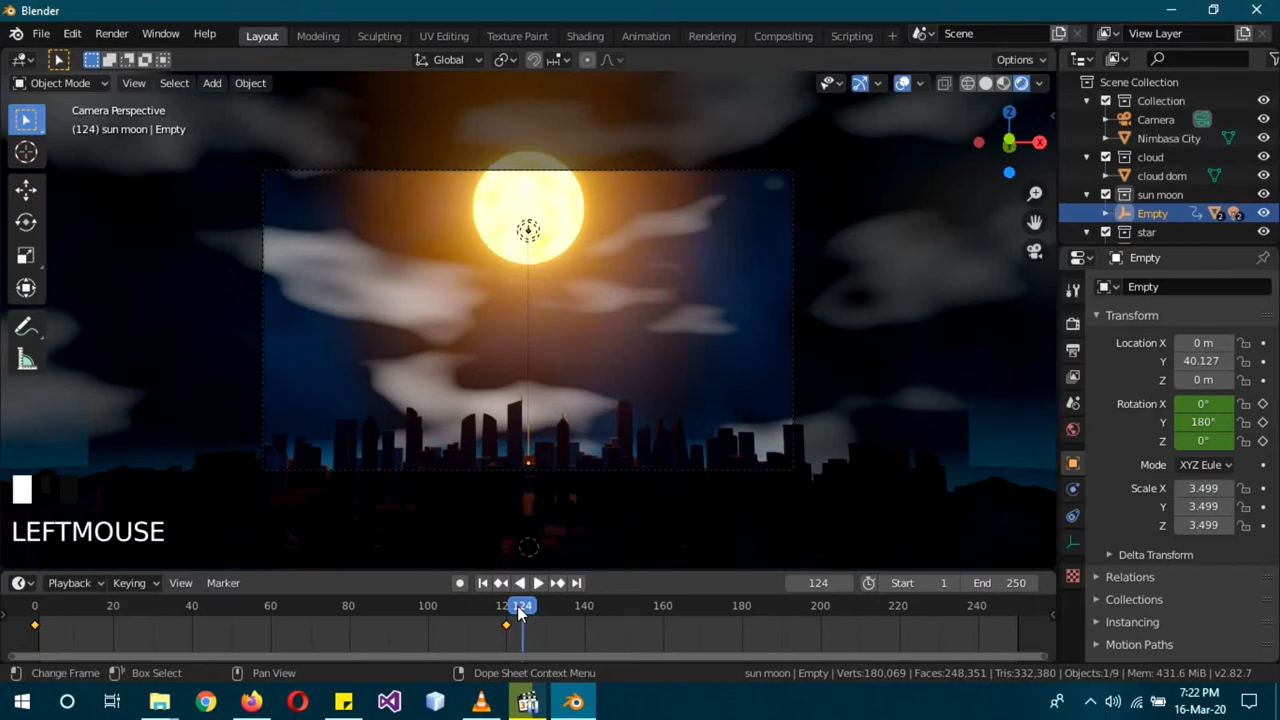 Blender
File Edit Render Window Help
Layout Modeling Sculpting UV Editing Texture Paint Shading Animation Rendering Compositing Scripting
Scene
View Layer
Global
Options
Object Mode View Select Add Object
Camera Perspective
(124) sun moon | Empty
Z
X
Y
Scene Collection
Collection
Camera
Nimbasa City
cloud
cloud dom
sun moon
Empty 2 2
star
Empty
Empty
Transform
Location X 0 m
Y 40.127
Z 0 m
Rotation X 0°
Y 180°
Z 0°
Mode XYZ Eule
Scale X 3.499
Y 3.499
Z 3.499
Delta Transform
Relations
Collections
Instancing
Motion Paths
LEFTMOUSE
Playback Keying View Marker
124
Start 1
End 250
0 20 40 60 80 100 124 140 160 180 200 220 240
Change Frame Box Select Pan View Dope Sheet Context Menu
sun moon | Empty | Verts:180,069 | Faces:248,351 | Tris:332,380 | Objects:1/9 | Mem: 431.6 MiB | v2.82.7
7:22 PM
16-Mar-20